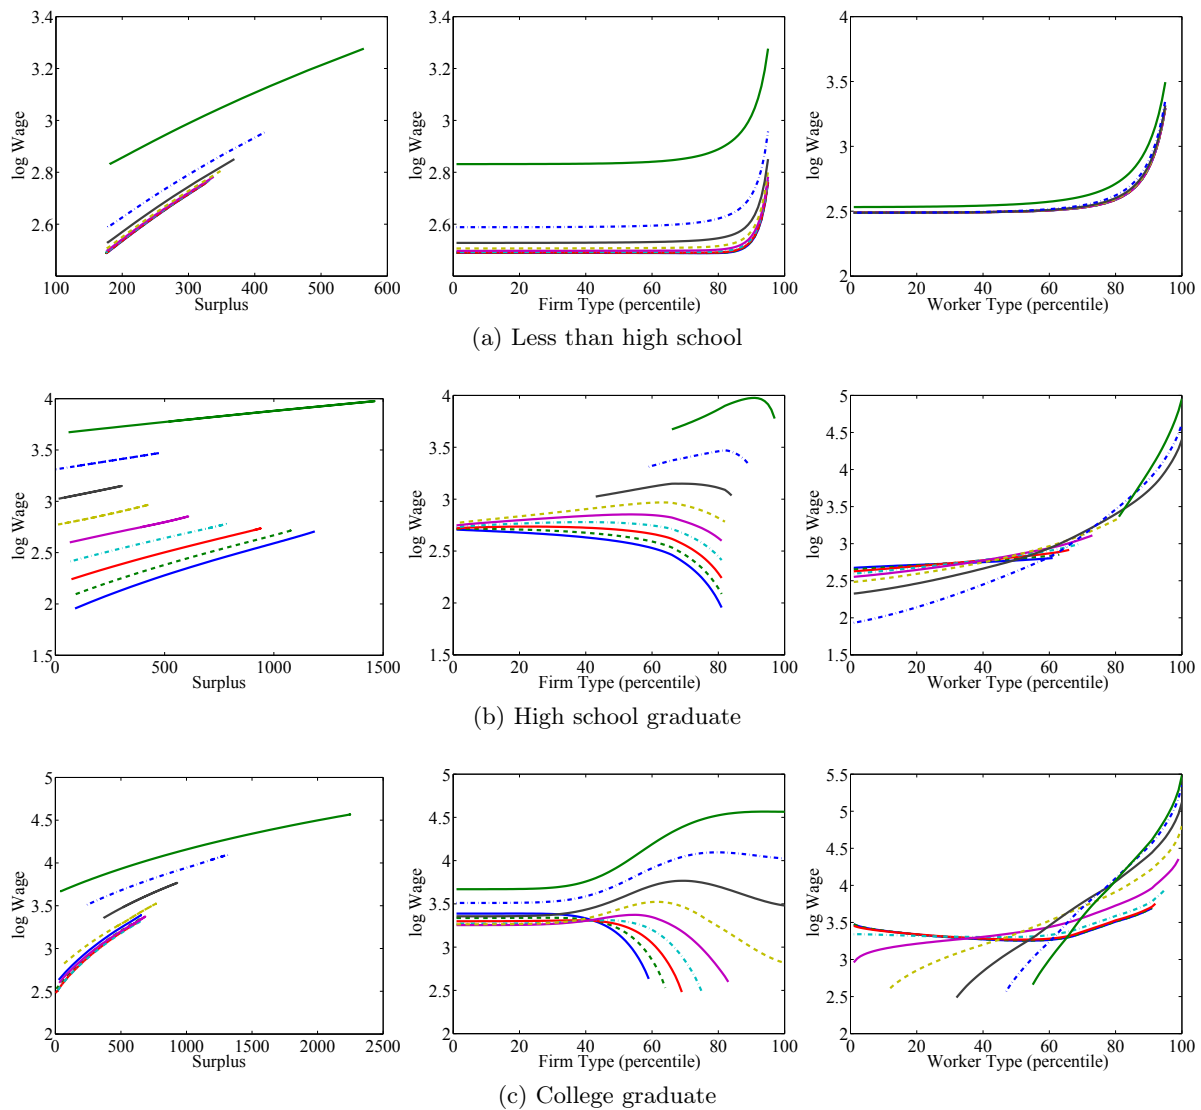 3.4
3.2
3
2.8
2.6
100 200 300 400 500 600
log Wage
Surplus
3.4
3.2
3
2.8
2.6
0 20 40 60 80 100
log Wage
Firm Type (percentile)
4
3.5
3
2.5
2
0 20 40 60 80 100
log Wage
Worker Type (percentile)
(a) Less than high school
4
3.5
3
2.5
2
1.5
0 500 1000 1500
log Wage
Surplus
4
3.5
3
2.5
2
1.5
0 20 40 60 80 100
log Wage
Firm Type (percentile)
5
4.5
4
3.5
3
2.5
2
1.5
0 20 40 60 80 100
log Wage
Worker Type (percentile)
(b) High school graduate
5
4.5
4
3.5
3
2.5
2
0 500 1000 1500 2000 2500
log Wage
Surplus
5
4.5
4
3.5
3
2.5
2
0 20 40 60 80 100
log Wage
Firm Type (percentile)
5.5
5
4.5
4
3.5
3
2.5
2
0 20 40 60 80 100
log Wage
Worker Type (percentile)
(c) College graduate